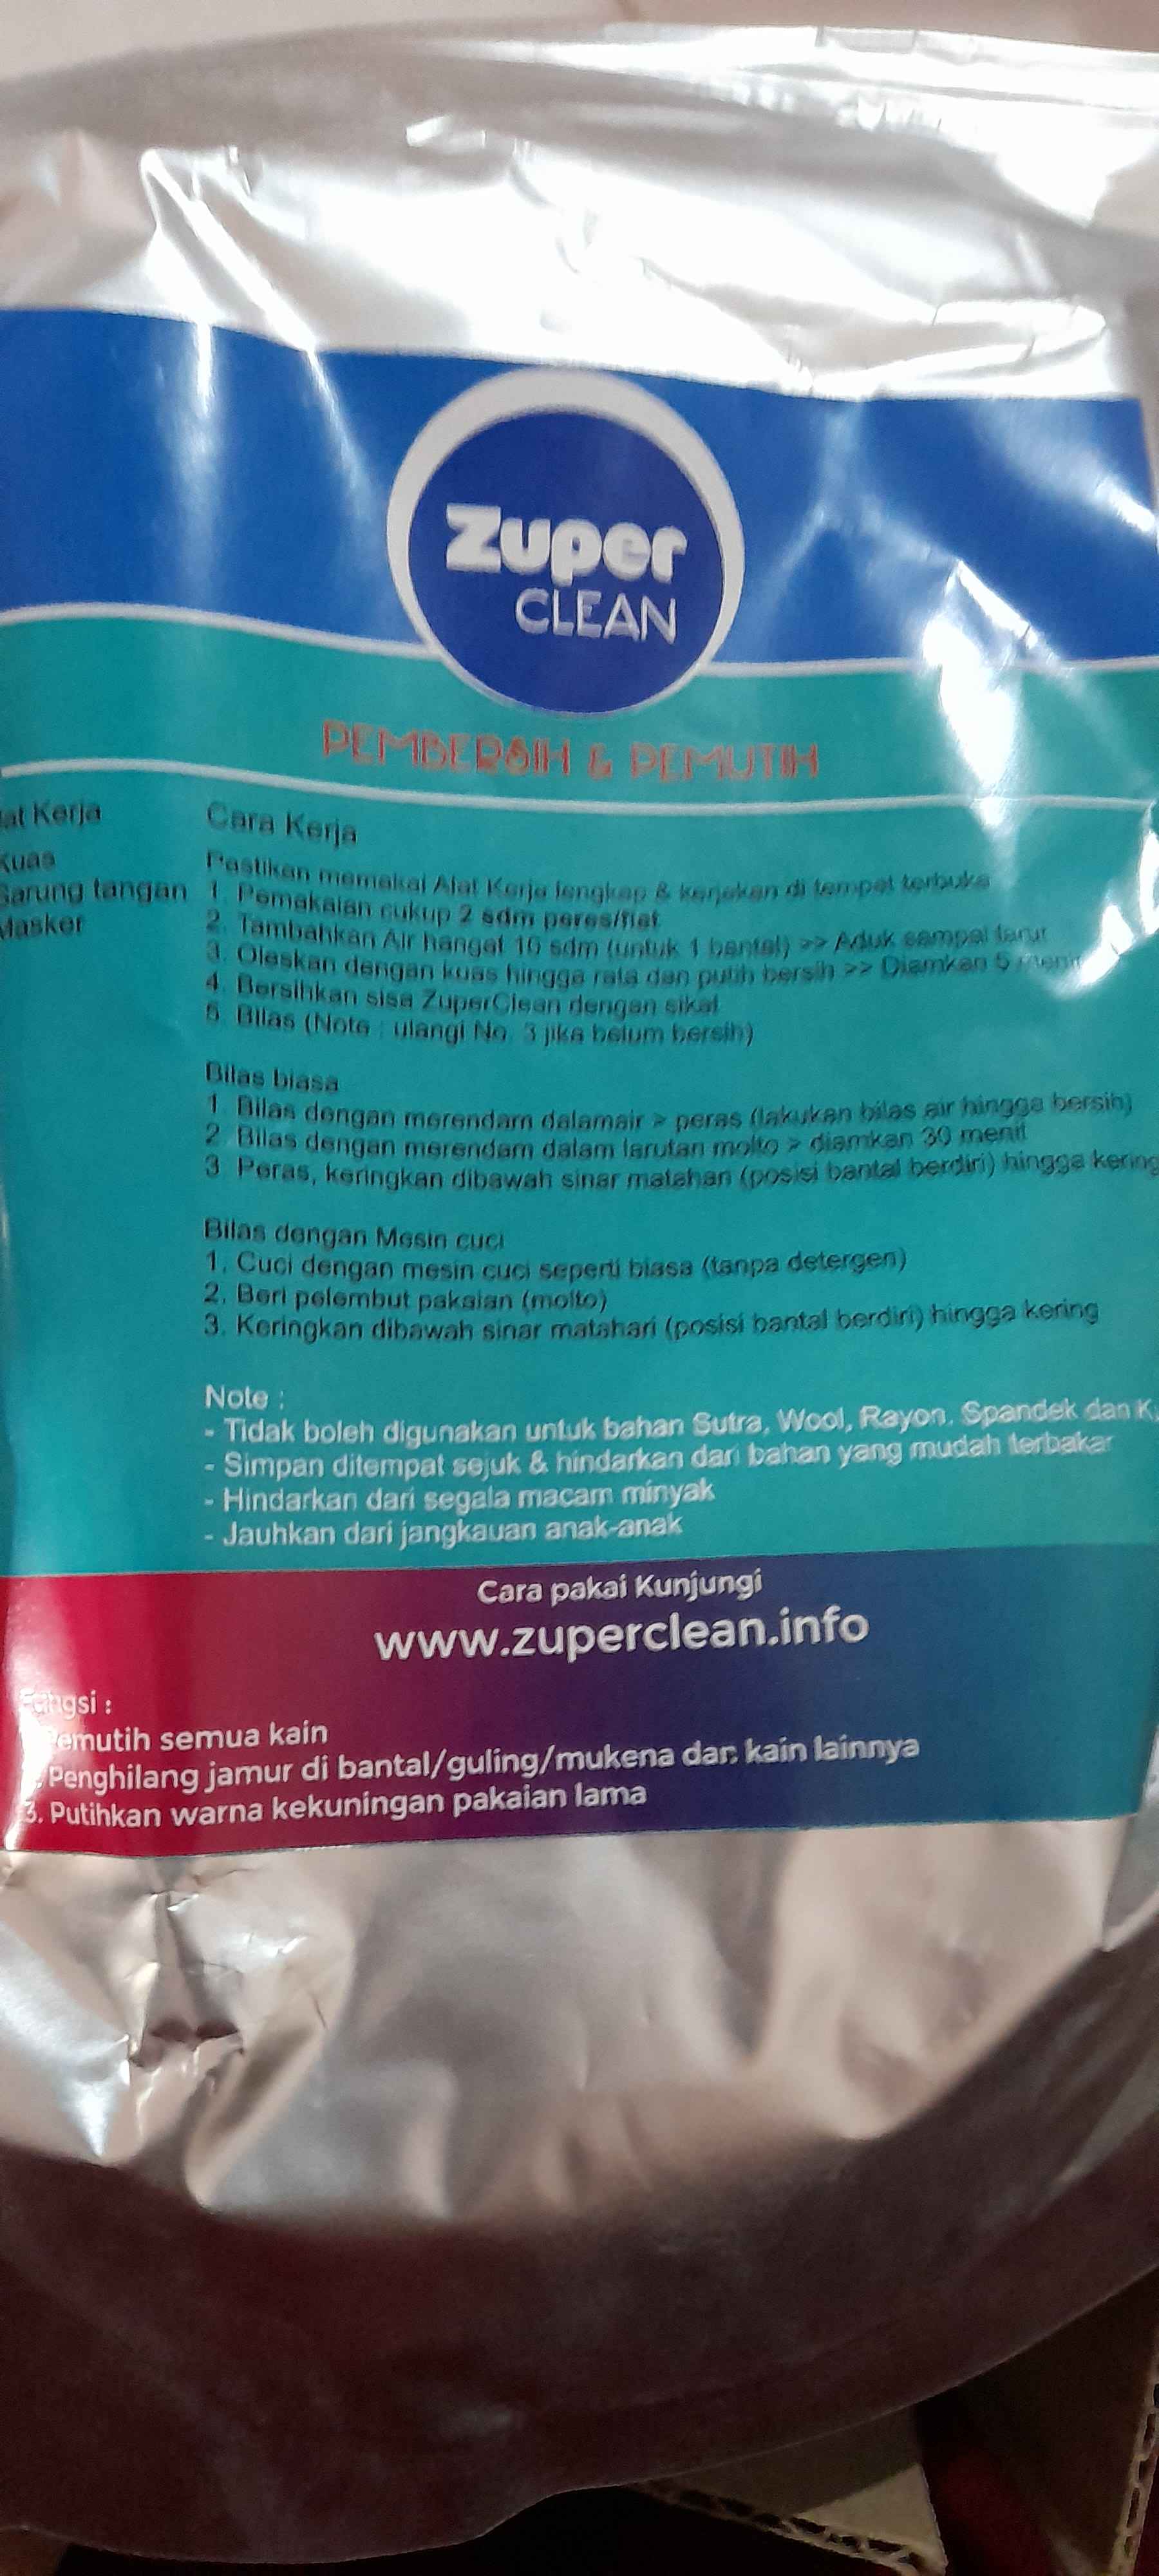 Zuper
CLEAN
PEMBERSIH & PEMUTIH
Kerja
Kuas
Sarung tangan
Masker
Cara Kerja
Pastikan memakai Alat Kerja lengkap & kerjakan di tempat terbuka
1. Pemakaian cukup 2 sdm peres/flat
2. Tambahkan Air hangat 10 sdm (untuk 1 bantal) >> Aduk sampai larut
3. Oleskan dengan kuas hingga rata dan putih bersih >> Diamkan 5 menit
4. Bersihkan sisa ZuperClean dengan sikat
5. Bilas (Note : ulangi No. 3 jika belum bersih)
Bilas biasa
1. Bilas dengan merendam dalamair > peras (lakukan bilas air hingga bersih)
2. Bilas dengan merendam dalam larutan molto > diamkan 30 menit
3. Peras, keringkan dibawah sinar matahari (posisi bantal berdiri) hingga kering
Bilas dengan Mesin cuci
1. Cuci dengan mesin cuci seperti biasa (tanpa detergen)
2. Beri pelembut pakaian (molto)
3. Keringkan dibawah sinar matahari (posisi bantal berdiri) hingga kering
Note :
- Tidak boleh digunakan untuk bahan Sutra, Wool, Rayon. Spandek dan
- Simpan ditempat sejuk & hindarkan dari bahan yang mudah terbakar
- Hindarkan dari segala macam minyak
- Jauhkan dari jangkauan anak-anak
Cara pakai Kunjungi
www.zuperclean.info
Fungsi :
Pemutih semua kain
Penghilang jamur di bantal/guling/mukena dan kain lainnya
3. Putihkan warna kekuningan pakaian lama